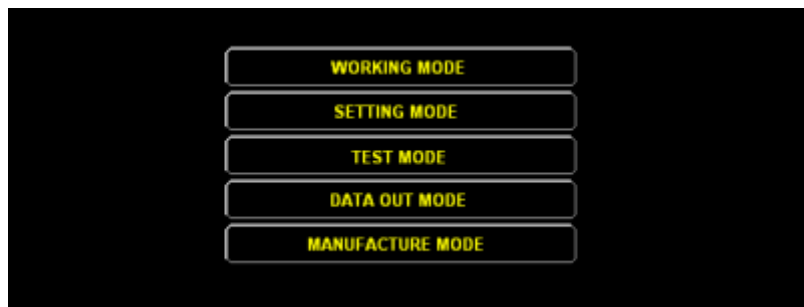 WORKING MODE
SETTING MODE
TEST MODE
DATA OUT MODE
MANUFACTURE MODE